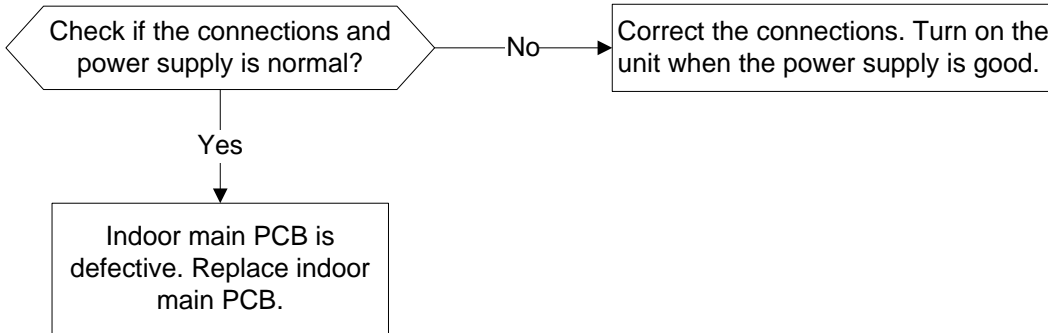 Check if the connections and
power supply is normal?
No
Correct the connections. Turn on the
unit when the power supply is good.
Yes
Indoor main PCB is
defective. Replace indoor
main PCB.